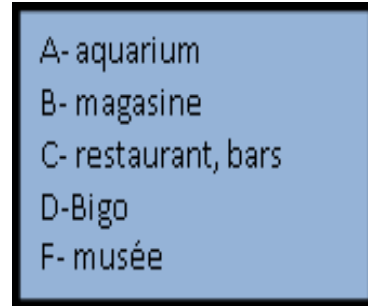 A- aquarium
B- magasine
C- restaurant, bars
D-Bigo
F- musée